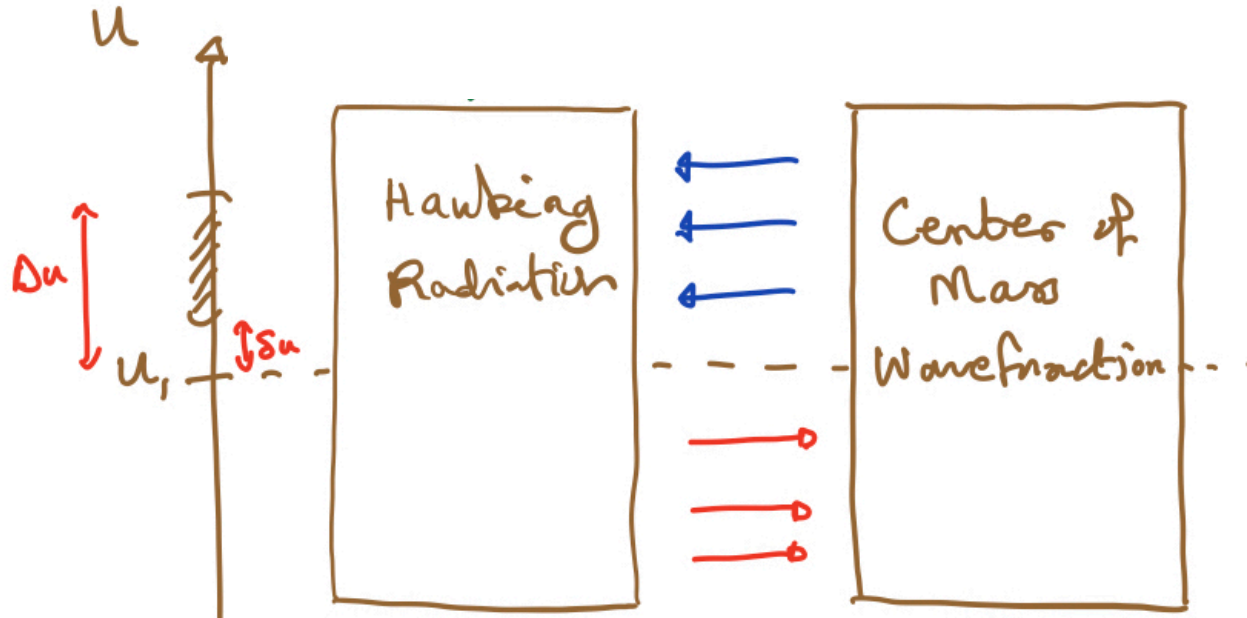 u
Hawking
Radiation
Center of
Mass
Wavefunction
Δu
δu
u₁